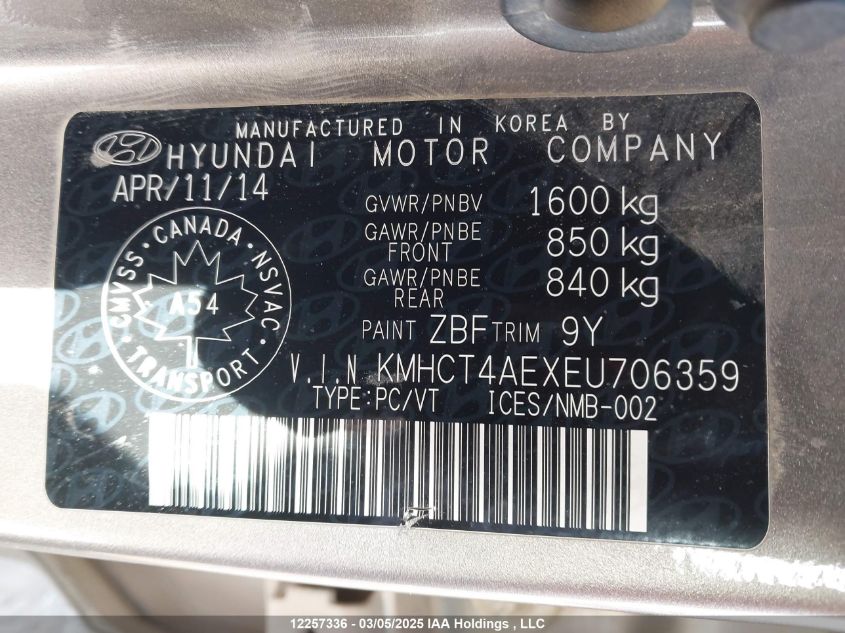 MANUFACTURED IN KOREA BY
HYUNDAI MOTOR COMPANY
APR/11/14
GVWR/PNBV 1600 kg
GAWR/PNBE FRONT 850 kg
GAWR/PNBE REAR 840 kg
CMVSS · CANADA · NSVAC · TRANSPORT ·
A54
PAINT ZBF TRIM 9Y
V.I.N KMHCT4AEXEU706359
TYPE:PC/VT ICES/NMB-002
12257336 - 03/05/2025 IAA Holdings , LLC